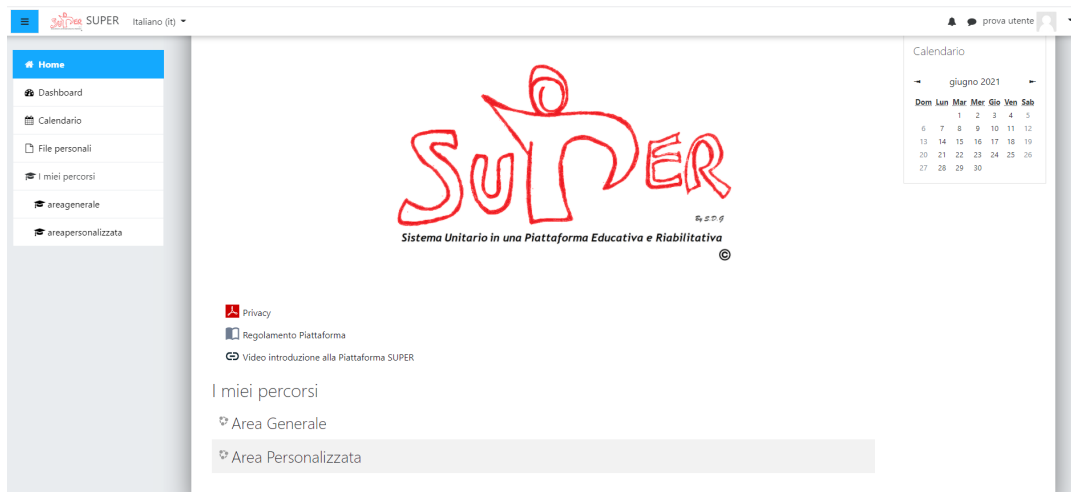 SUPER SUPER Italiano (it) prova utente
Home
Dashboard
Calendario
File personali
I miei percorsi
areagenerale
areapersonalizzata
SUPER
By S.D.G
Sistema Unitario in una Piattaforma Educativa e Riabilitativa
©
Privacy
Regolamento Piattaforma
Video introduzione alla Piattaforma SUPER
I miei percorsi
Area Generale
Area Personalizzata
Calendario
giugno 2021
Dom Lun Mar Mer Gio Ven Sab
1 2 3 4 5
6 7 8 9 10 11 12
13 14 15 16 17 18 19
20 21 22 23 24 25 26
27 28 29 30